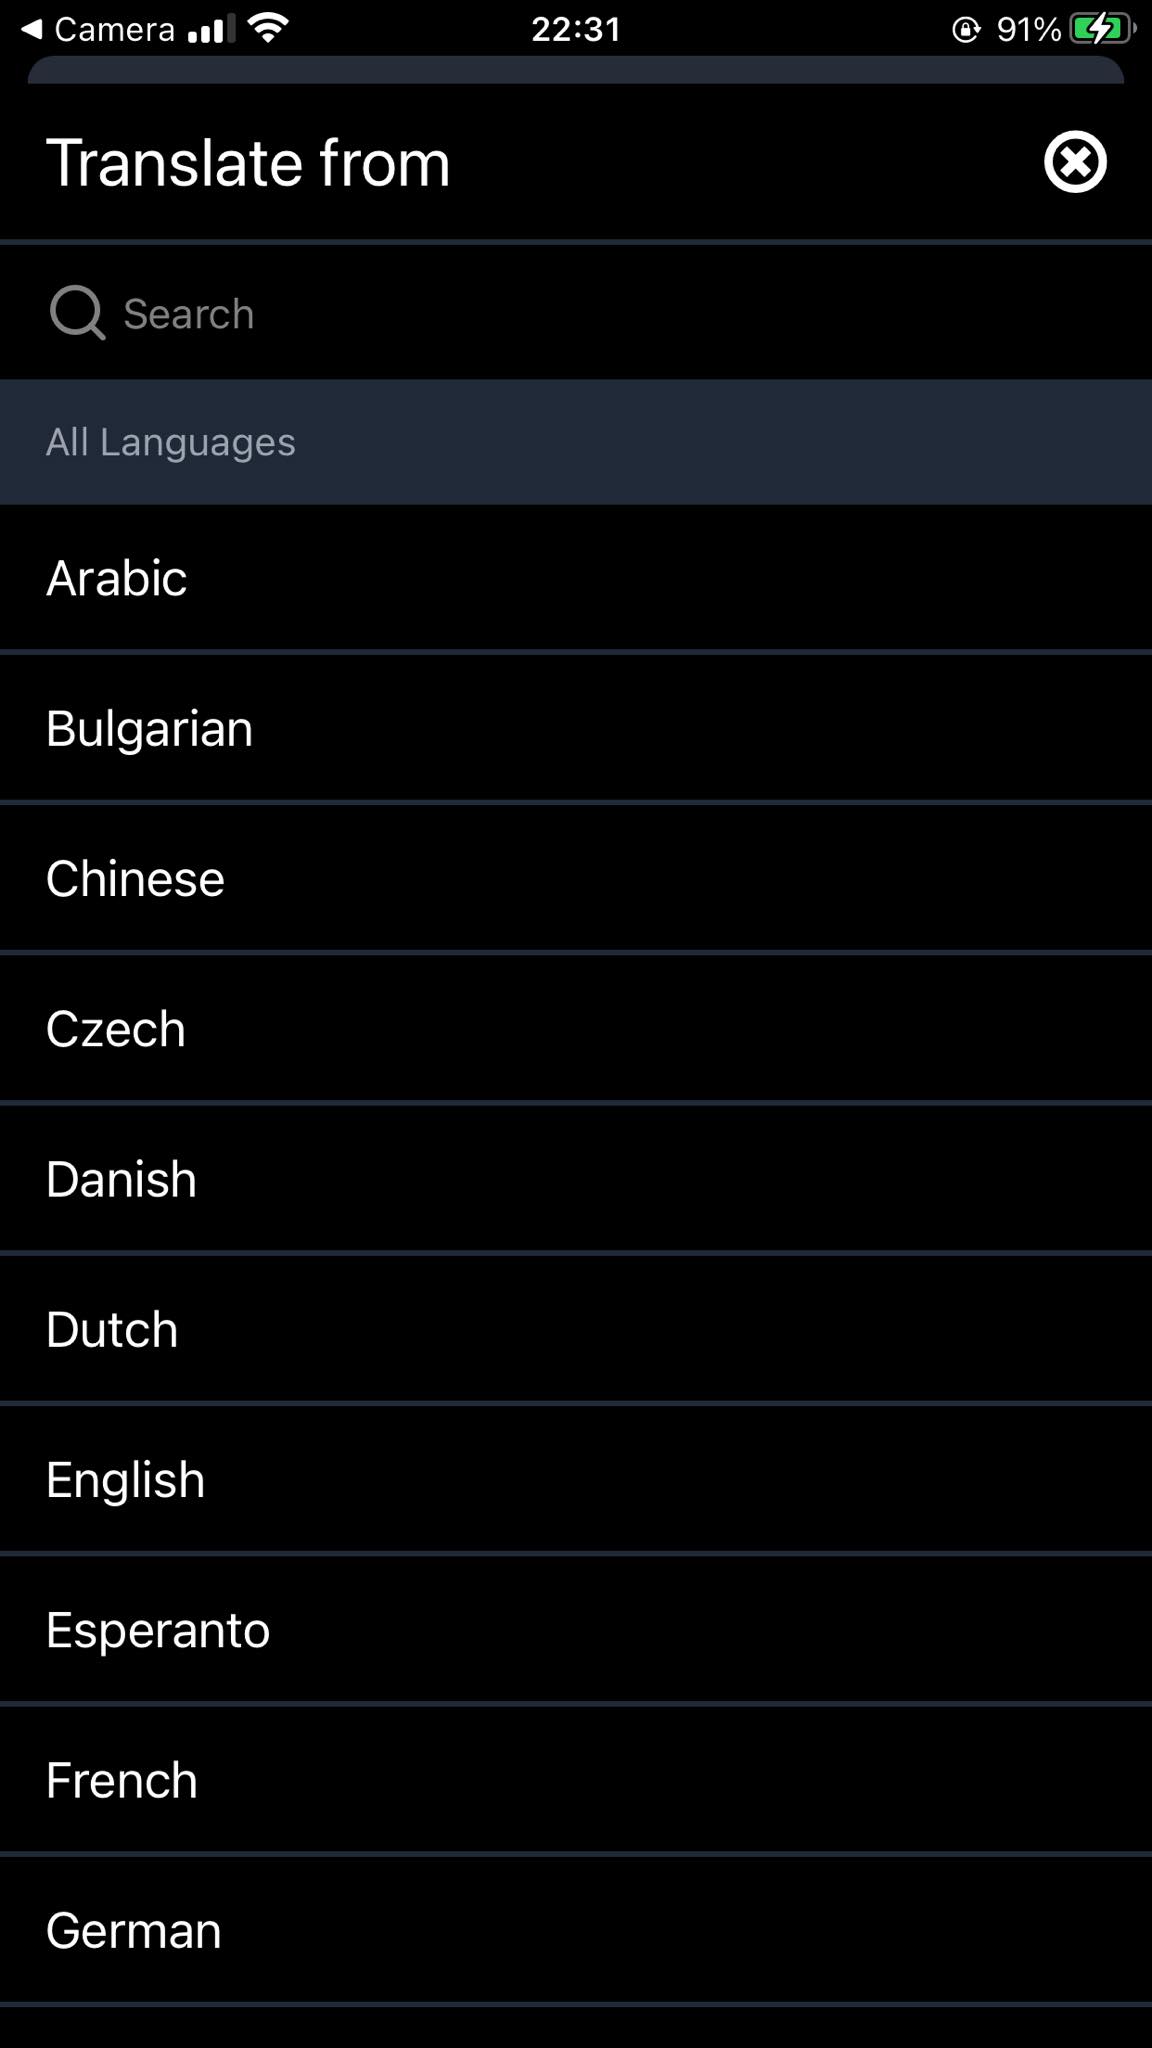 Camera 22:31 91%
Translate from
Search
All Languages
Arabic
Bulgarian
Chinese
Czech
Danish
Dutch
English
Esperanto
French
German